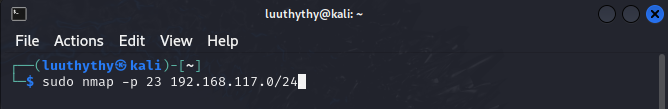 luuthythy@kali: ~
File Actions Edit View Help
┌──(luuthythy㉿kali)-[~]
└─$ sudo nmap -p 23 192.168.117.0/24